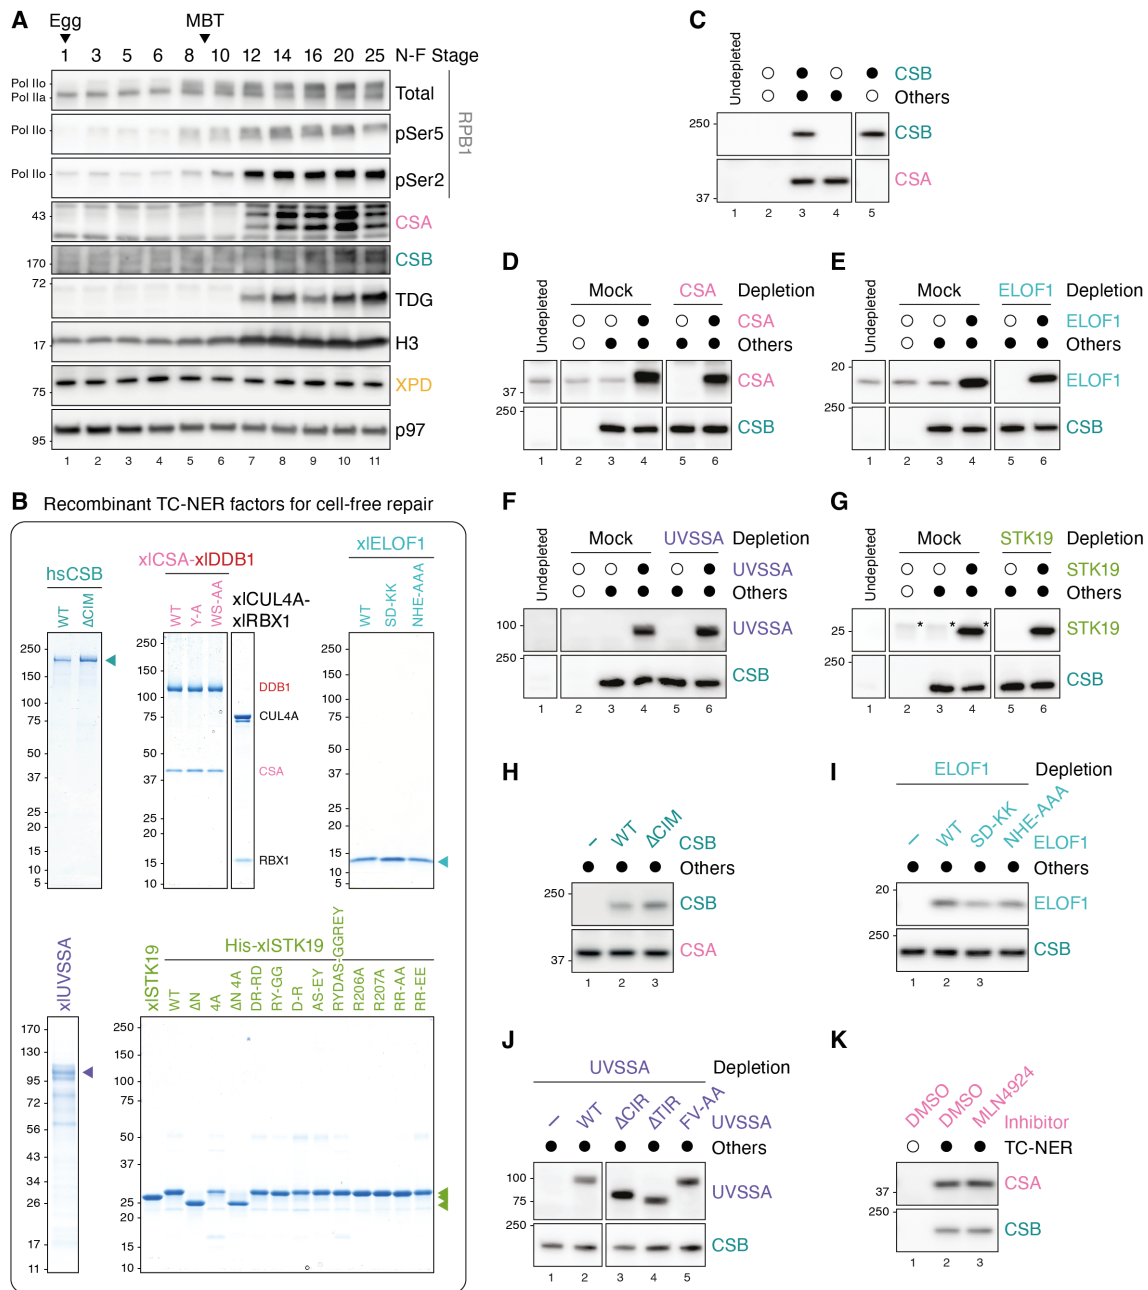 A
Egg MBT
1 3 5 6 8 10 12 14 16 20 25 N-F Stage
Pol IIo
Pol IIa
Total
Pol IIo
pSer5
Pol IIo
pSer2
RPB1
43
CSA
170
CSB
72
TDG
17
H3
75
XPD
95
p97
1 2 3 4 5 6 7 8 9 10 11
B Recombinant TC-NER factors for cell-free repair
hsCSB
WT ΔCIM
250
150
100
75
50
37
25
20
15
10
5
xlCSA-xlDDB1
WT Y-A WS-AA
xlCUL4A-
xlRBX1
250
150
100
75
50
37
25
20
15
10
DDB1
CUL4A
CSA
RBX1
xlELOF1
WT SD-KK NHE-AAA
250
150
100
75
50
37
25
20
15
10
5
xlUVSSA
170
130
95
72
56
43
34
26
17
11
xlSTK19
His-xlSTK19
WT ΔN 4A ΔN 4A DR-RD RY-GG D-R AS-EY RYDAS-GGREY R206A R207A RR-AA RR-EE
250
150
100
50
37
25
20
15
10
C
Undepleted
CSB
Others
250
CSB
37
CSA
1 2 3 4 5
D
Undepleted
Mock CSA Depletion
CSA
Others
37
CSA
250
CSB
1 2 3 4 5 6
E
Undepleted
Mock ELOF1 Depletion
ELOF1
Others
20
ELOF1
250
CSB
1 2 3 4 5 6
F
Undepleted
Mock UVSSA Depletion
UVSSA
Others
100
UVSSA
250
CSB
1 2 3 4 5 6
G
Undepleted
Mock STK19 Depletion
STK19
Others
25
* * *
STK19
250
CSB
1 2 3 4 5 6
H
– WT ΔCIM CSB
Others
250
CSB
37
CSA
1 2 3
I
ELOF1 Depletion
– WT SD-KK NHE-AAA ELOF1
Others
20
ELOF1
250
CSB
1 2 3
J
UVSSA Depletion
– WT ΔCIR ΔTIR FV-AA UVSSA
Others
100
75
UVSSA
250
CSB
1 2 3 4 5
K
DMSO DMSO MLN4924 Inhibitor
TC-NER
37
CSA
250
CSB
1 2 3